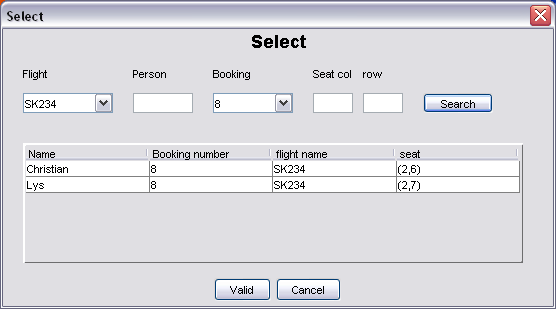 Select
Select
Flight Person Booking Seat col row
SK234 8 Search
Name Booking number flight name seat
Christian 8 SK234 (2,6)
Lys 8 SK234 (2,7)
Valid Cancel